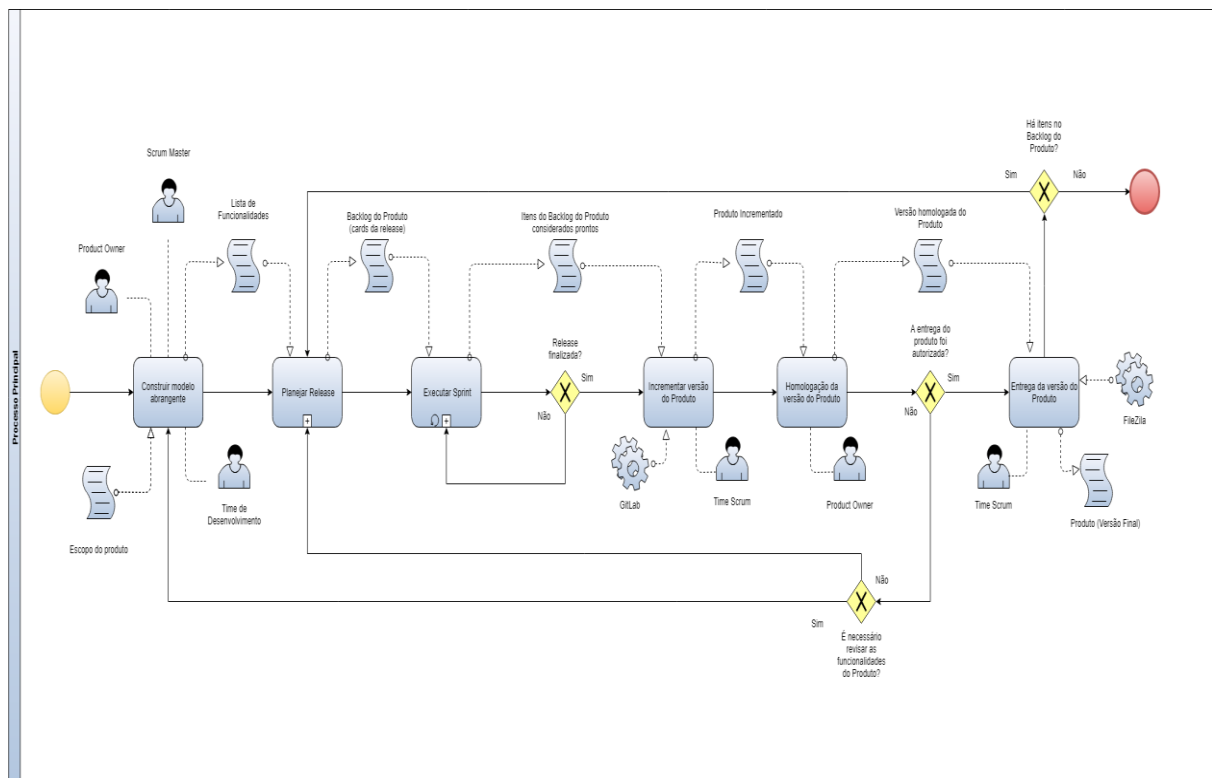 Processo Principal
Há itens no
Backlog do
Produto?
Sim
Não
Scrum Master
Lista de
Funcionalidades
Backlog do Produto
(cards da release)
Itens do Backlog do Produto
considerados prontos
Produto Incrementado
Versão homologada do
Produto
Product Owner
Release
finalizada?
A entrega do
produto foi
autorizada?
Construir modelo
abrangente
Planejar Release
Executar Sprint
Sim
Não
Incrementar versão
do Produto
Homologação da
versão do Produto
Sim
Não
Entrega da versão do
Produto
FileZila
GitLab
Time Scrum
Product Owner
Time Scrum
Produto (Versão Final)
Time de
Desenvolvimento
Escopo do produto
Não
Sim
É necessário
revisar as
funcionalidades
do Produto?